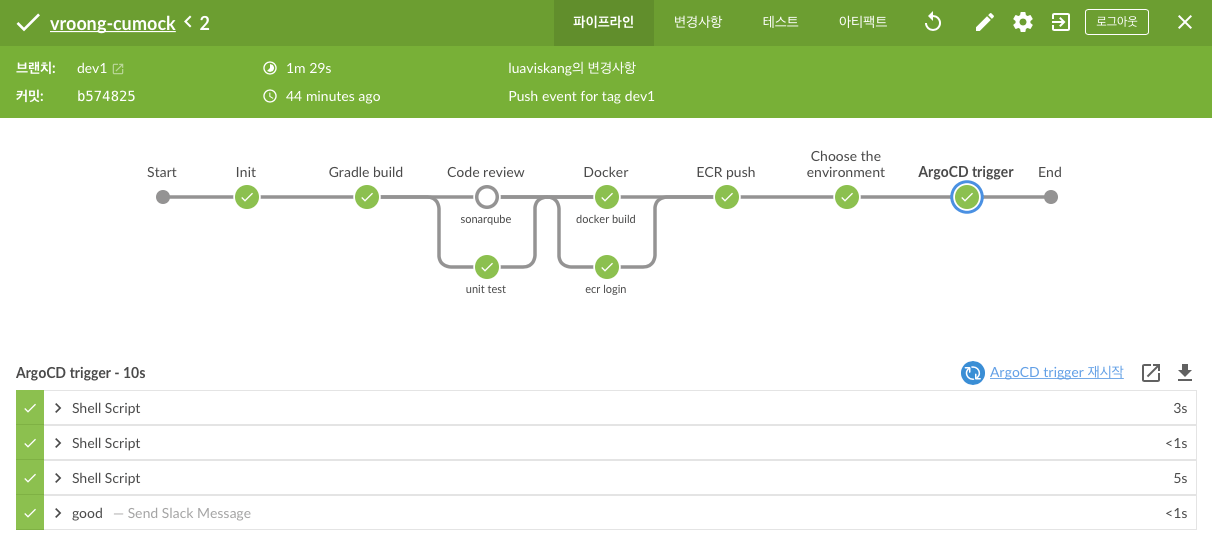 vroong-cumock < 2
파이프라인 변경사항 테스트 아티팩트 로그아웃
브랜치: dev1 1m 29s luaviskang의 변경사항
커밋: b574825 44 minutes ago Push event for tag dev1
Start Init Gradle build Code review Docker ECR push Choose the environment ArgoCD trigger End
sonarqube docker build
unit test ecr login
ArgoCD trigger - 10s ArgoCD trigger 재시작
Shell Script 3s
Shell Script <1s
Shell Script 5s
good — Send Slack Message <1s